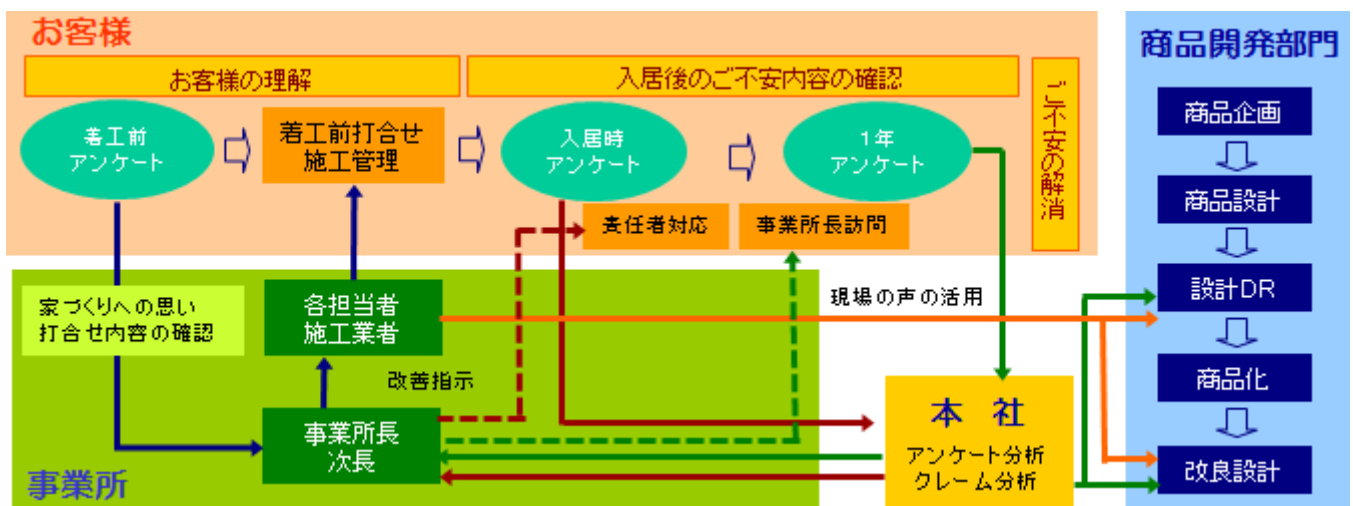 お客様
お客様の理解
入居後のご不安内容の確認
ご不安の解消
着工前
アンケート
着工前打合せ
施工管理
入居時
アンケート
1年
アンケート
責任者対応
事業所長訪問
家づくりへの思い
打合せ内容の確認
各担当者
施工業者
改善指示
事業所長
次長
事業所
現場の声の活用
本 社
アンケート分析
クレーム分析
商品開発部門
商品企画
商品設計
設計DR
商品化
改良設計